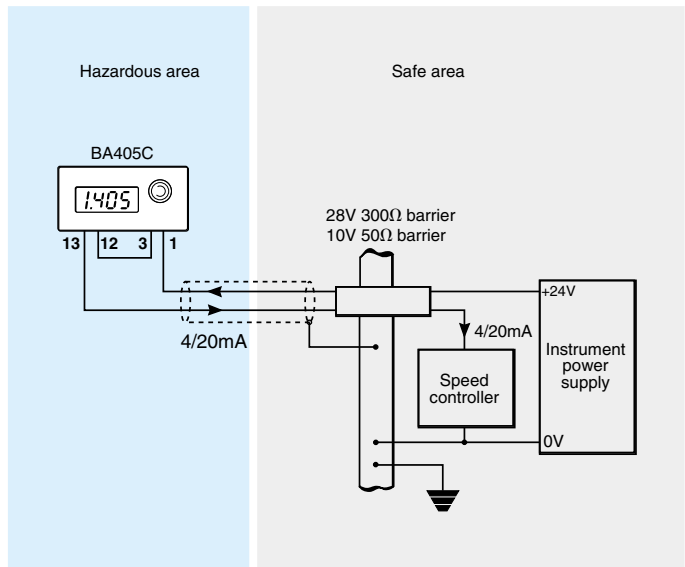 Hazardous area
Safe area
BA405C
1.405
13
12
3
1
28V 300Ω barrier
10V 50Ω barrier
+24V
4/20mA
4/20mA
Speed
controller
Instrument
power
supply
0V